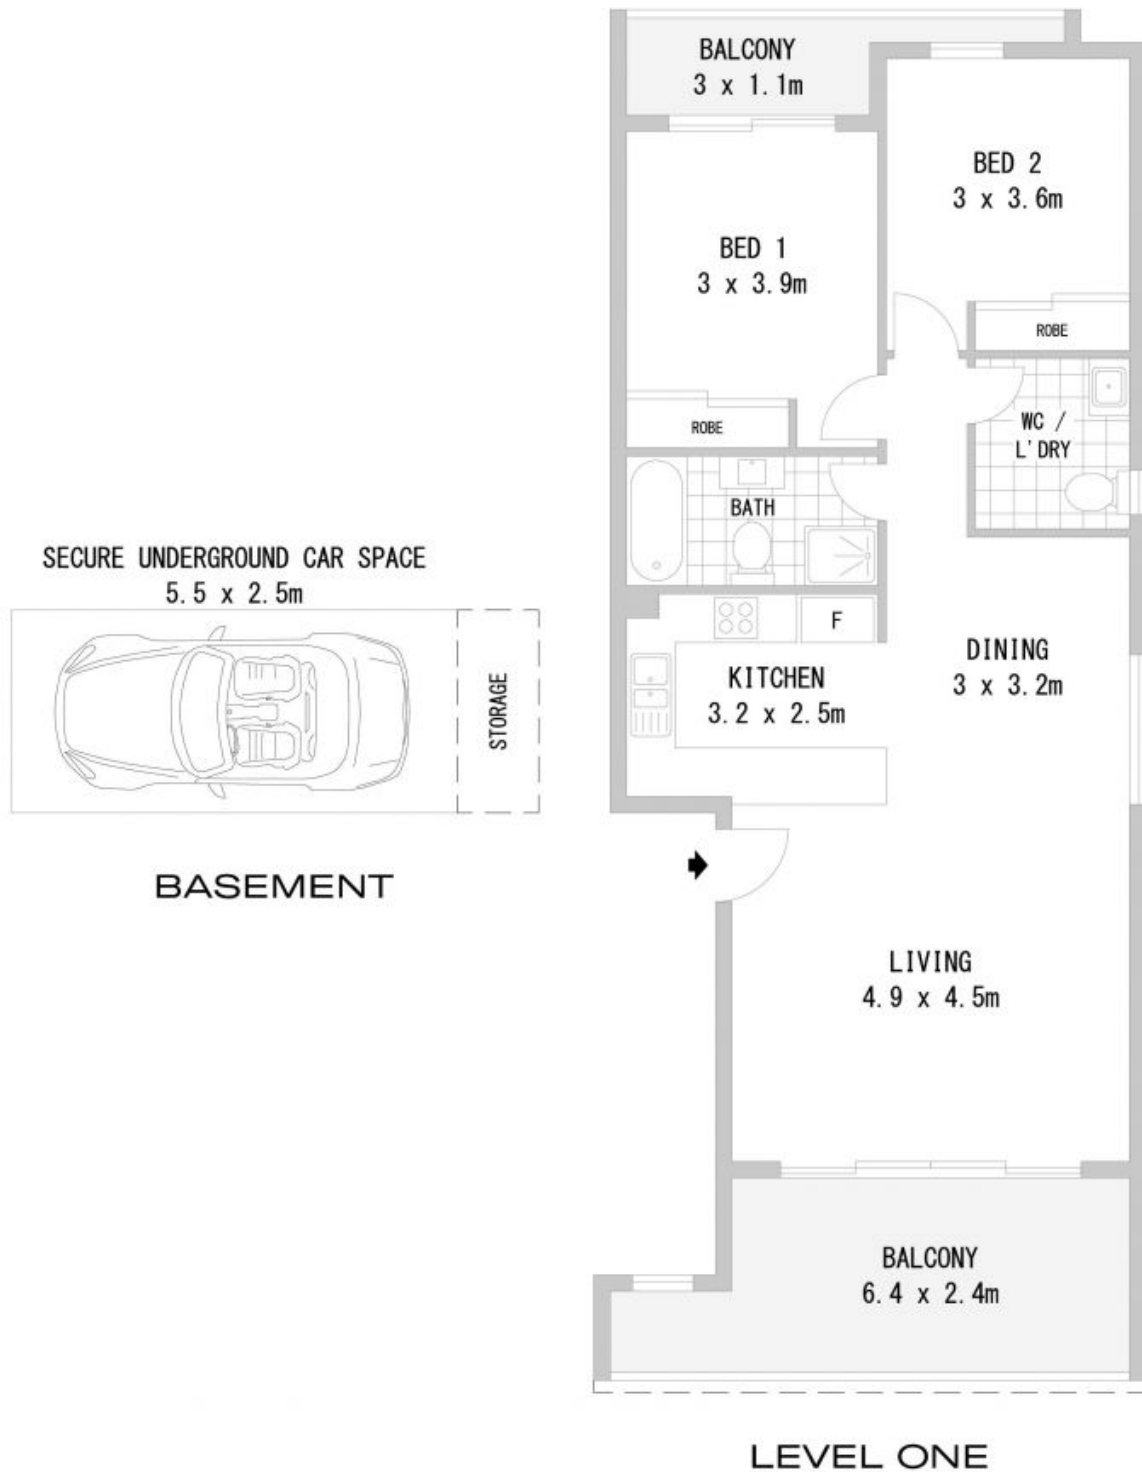 BALCONY
3 x 1.1m
BED 2
3 x 3.6m
BED 1
3 x 3.9m
ROBE
ROBE
WC /
L'DRY
BATH
SECURE UNDERGROUND CAR SPACE
5.5 x 2.5m
F
DINING
3 x 3.2m
KITCHEN
3.2 x 2.5m
STORAGE
BASEMENT
LIVING
4.9 x 4.5m
BALCONY
6.4 x 2.4m
LEVEL ONE